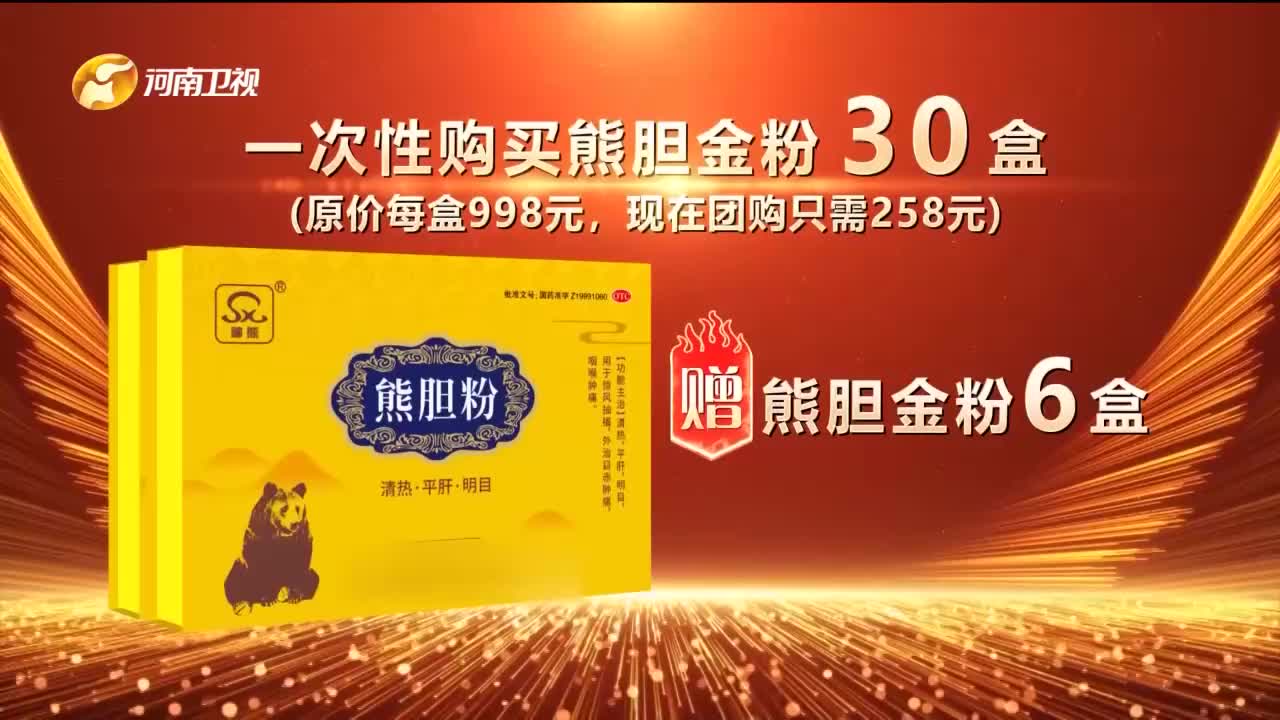 河南卫视
一次性购买熊胆金粉30盒
(原价每盒998元，现在团购只需258元)
批准文号：国药准字Z19991060 OTC
熊胆粉
清热·平肝·明目
【功能主治】清热，平肝，明目。
用于惊风抽搐，外治目赤肿痛，
咽喉肿痛。
赠 熊胆金粉6盒